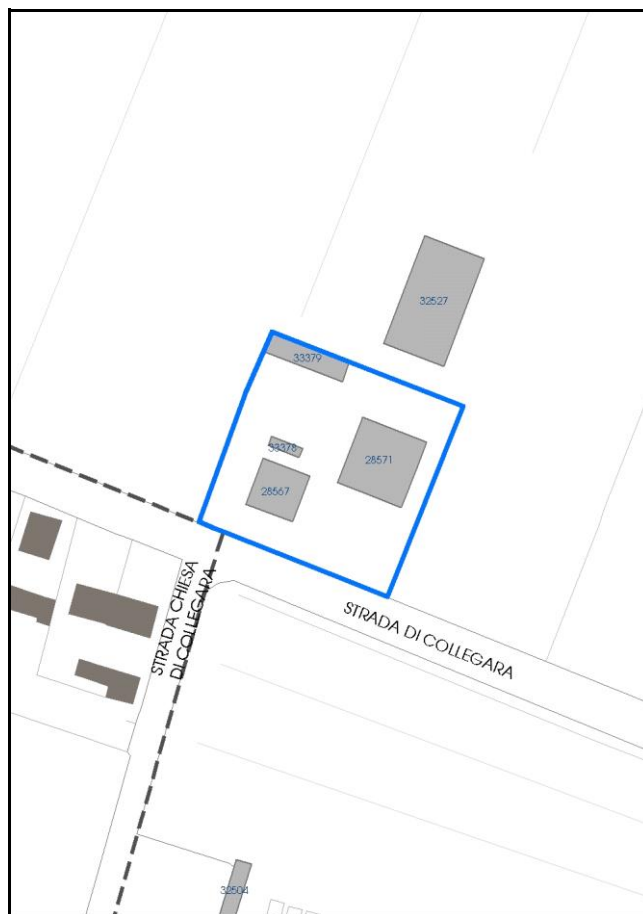 32527
33379
33378
28571
28567
STRADA CHIESA
DI COLLEGARA
STRADA DI COLLEGARA
32504